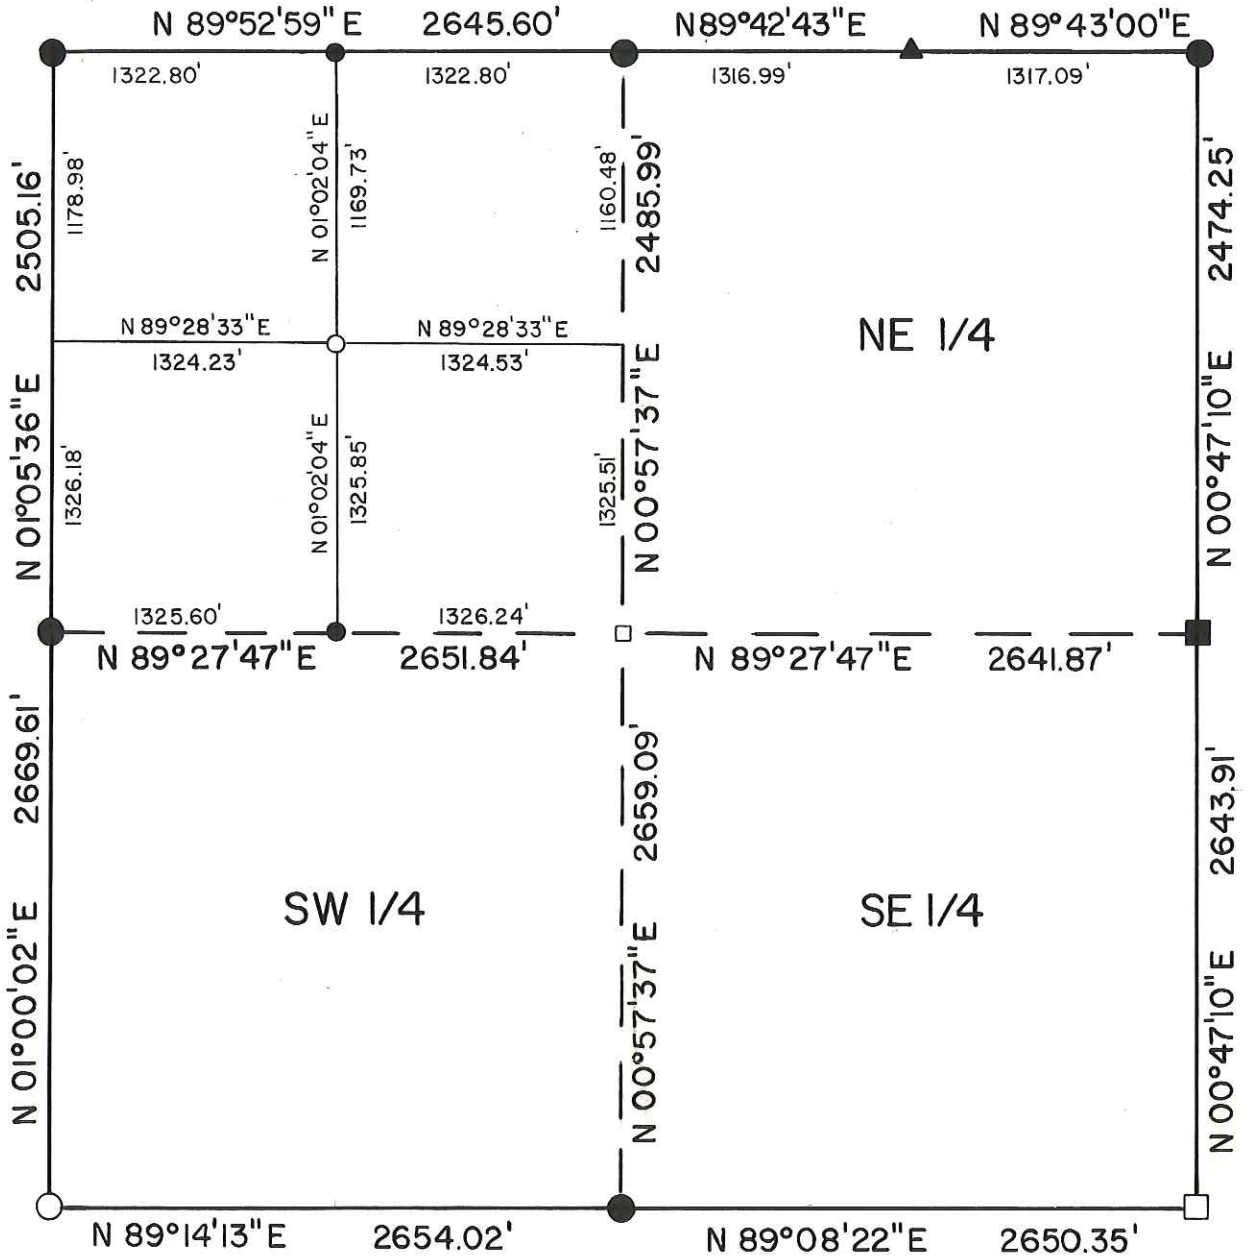 N 89°52'59"E 2645.60' N89°42'43"E N 89°43'00"E
1322.80' 1322.80' 1316.99' 1317.09'
2505.16'
1178.98'
N 01°02'04"E
1169.73'
1160.48'
2485.99'
2474.25'
N 89°28'33"E N 89°28'33"E
1324.23' 1324.53'
NE 1/4
N 01°05'36"E
1326.18'
N 01°02'04"E
1325.85'
1325.51'
N 00°57'37"E
N 00°47'10"E
1325.60' 1326.24'
N 89°27'47"E 2651.84' N 89°27'47"E 2641.87'
2669.61'
2659.09'
2643.91'
SW 1/4 SE 1/4
N 01°00'02"E
N 00°57'37"E
N 00°47'10"E
N 89°14'13"E 2654.02' N 89°08'22"E 2650.35'